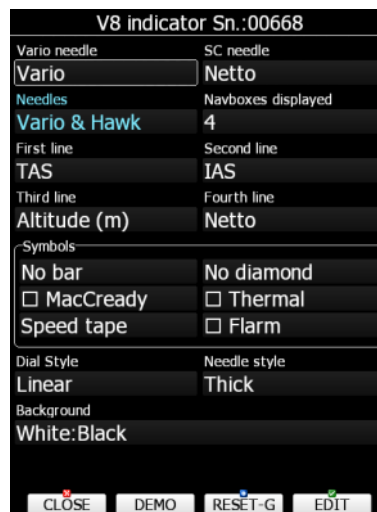 V8 indicator Sn.:00668
Vario needle SC needle
Vario Netto
Needles Navboxes displayed
Vario & Hawk 4
First line Second line
TAS IAS
Third line Fourth line
Altitude (m) Netto
Symbols
No bar No diamond
☐ MacCready ☐ Thermal
Speed tape ☐ Flarm
Dial Style Needle style
Linear Thick
Background
White:Black
CLOSE DEMO RESET-G EDIT